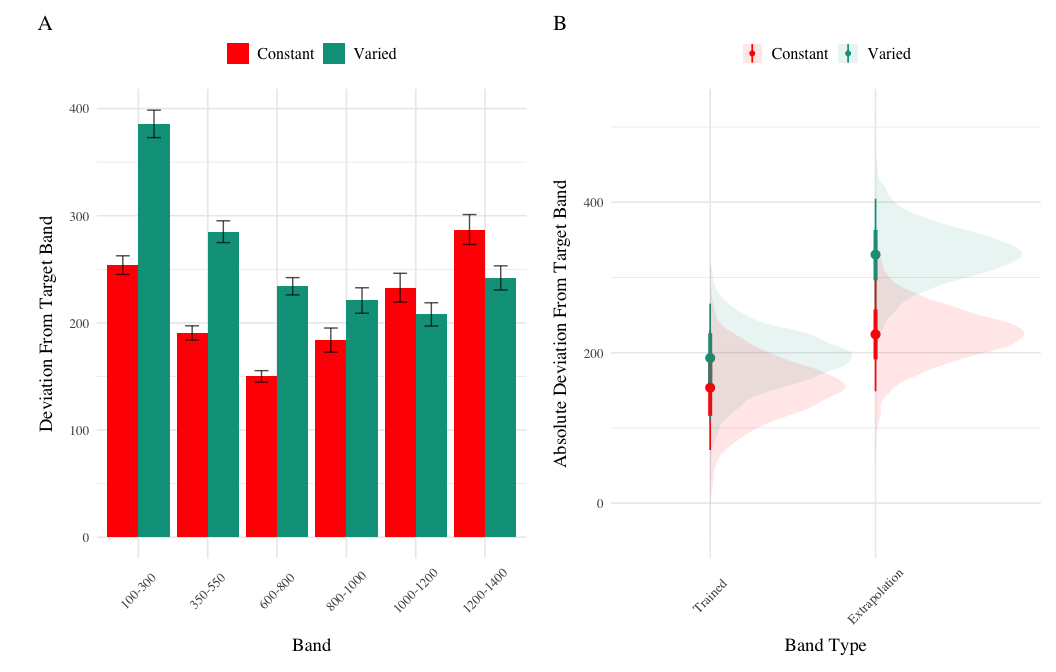 A
Constant Varied
Deviation From Target Band
400
300
200
100
0
100-300 350-550 600-800 800-1000 1000-1200 1200-1400
Band
B
Constant Varied
Absolute Deviation From Target Band
400
200
0
Trained Extrapolation
Band Type